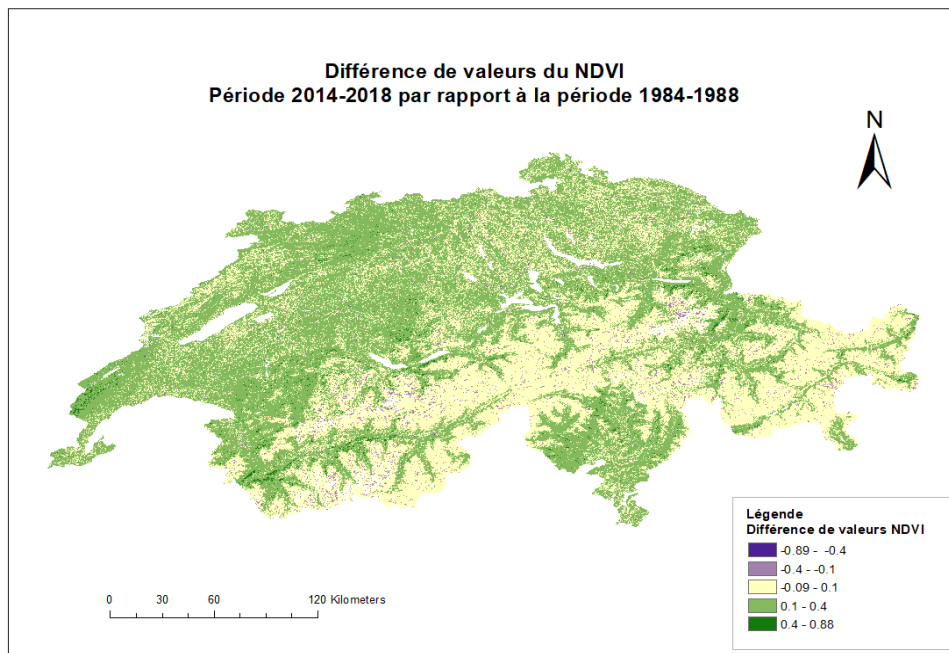 Différence de valeurs du NDVI
Période 2014-2018 par rapport à la période 1984-1988
N
Légende
Différence de valeurs NDVI
-0.89 - -0.4
-0.4 - -0.1
-0.09 - 0.1
0.1 - 0.4
0.4 - 0.88
0 30 60 120 Kilometers